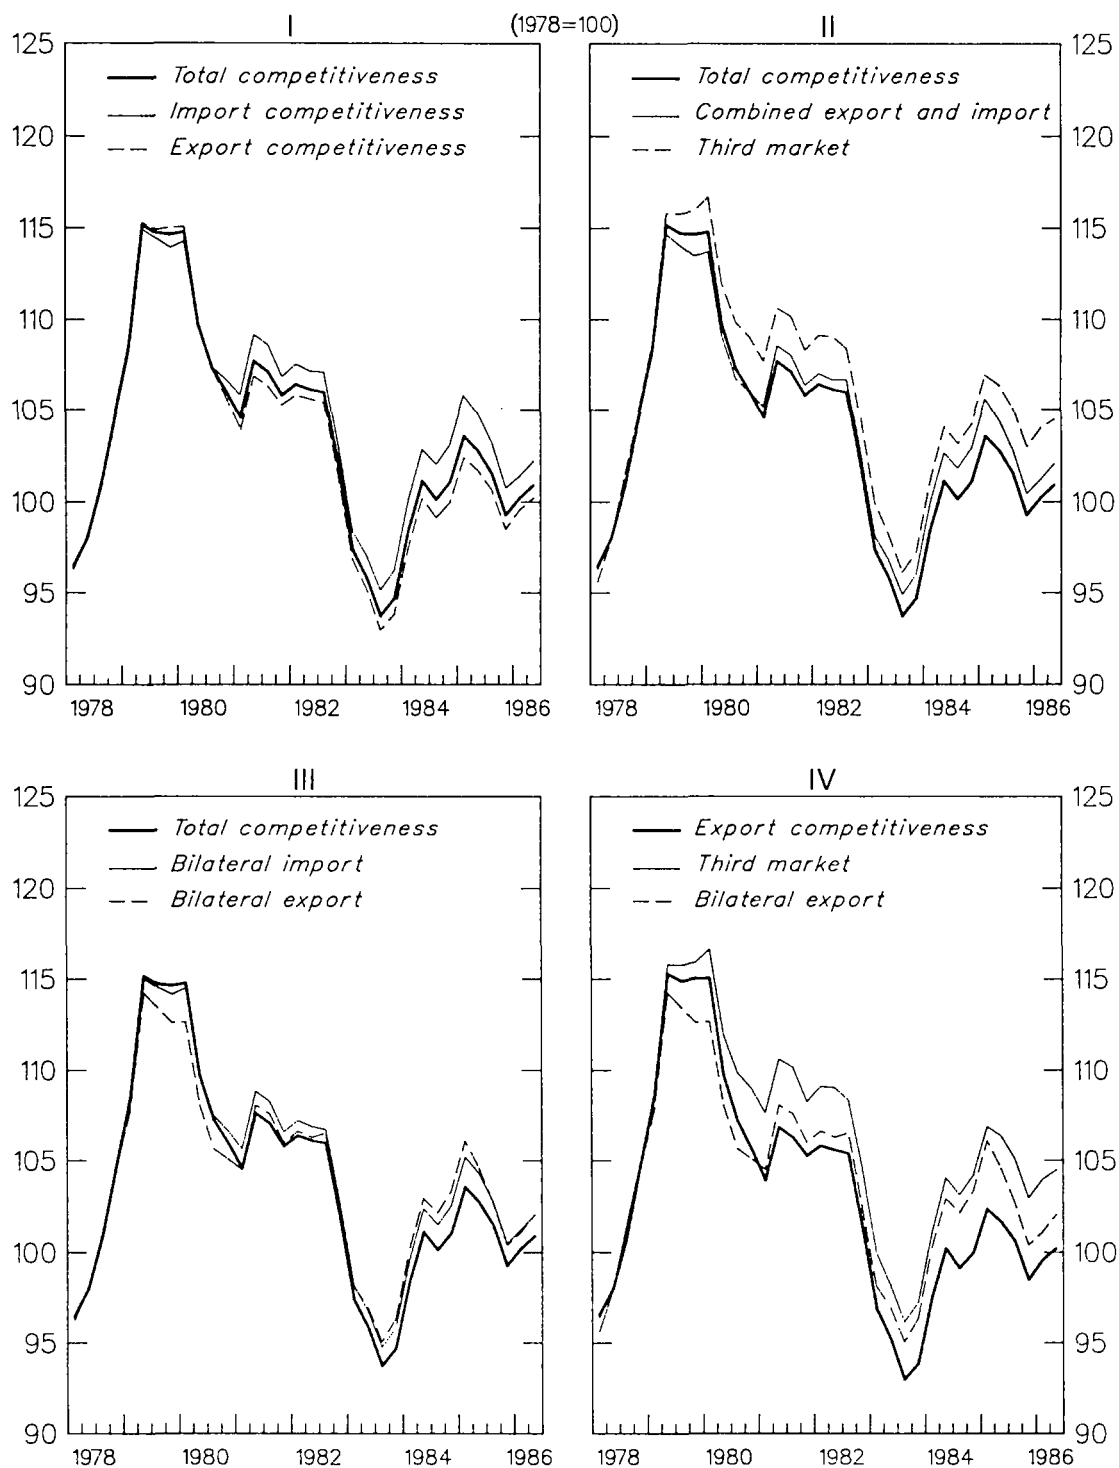 I
(1978=100)
II
125
120
115
110
105
100
95
90
Total competitiveness
Import competitiveness
Export competitiveness
1978 1980 1982 1984 1986
Total competitiveness
Combined export and import
Third market
125
120
115
110
105
100
95
90
1978 1980 1982 1984 1986
III
125
120
115
110
105
100
95
90
Total competitiveness
Bilateral import
Bilateral export
1978 1980 1982 1984 1986
IV
Export competitiveness
Third market
Bilateral export
125
120
115
110
105
100
95
90
1978 1980 1982 1984 1986